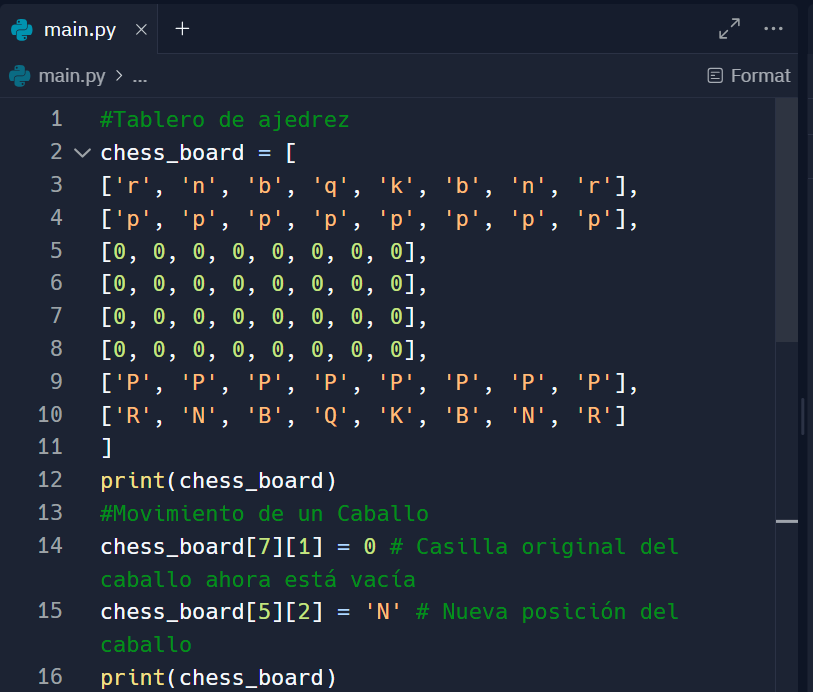 main.py × +
main.py > ... Format
1 #Tablero de ajedrez
2 chess_board = [
3 ['r', 'n', 'b', 'q', 'k', 'b', 'n', 'r'],
4 ['p', 'p', 'p', 'p', 'p', 'p', 'p', 'p'],
5 [0, 0, 0, 0, 0, 0, 0, 0],
6 [0, 0, 0, 0, 0, 0, 0, 0],
7 [0, 0, 0, 0, 0, 0, 0, 0],
8 [0, 0, 0, 0, 0, 0, 0, 0],
9 ['P', 'P', 'P', 'P', 'P', 'P', 'P', 'P'],
10 ['R', 'N', 'B', 'Q', 'K', 'B', 'N', 'R']
11 ]
12 print(chess_board)
13 #Movimiento de un Caballo
14 chess_board[7][1] = 0 # Casilla original del
caballo ahora está vacía
15 chess_board[5][2] = 'N' # Nueva posición del
caballo
16 print(chess_board)